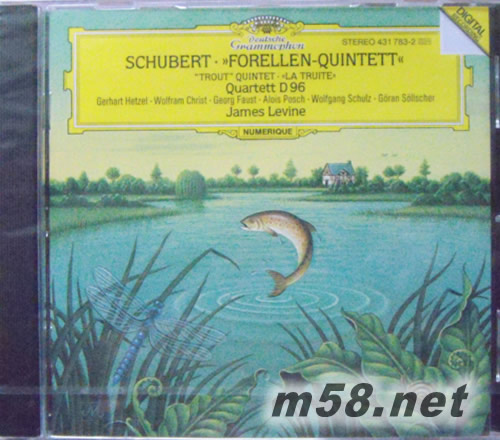 Deutsche
Grammophon
STEREO 431 783-2
DIGITAL
SCHUBERT · »FORELLEN-QUINTETT«
"TROUT" QUINTET · «LA TRUITE»
Quartett D 96
Gerhart Hetzel · Wolfram Christ · Georg Faust · Alois Posch · Wolfgang Schulz · Göran Söllscher
James Levine
NUMERIQUE
m58.net